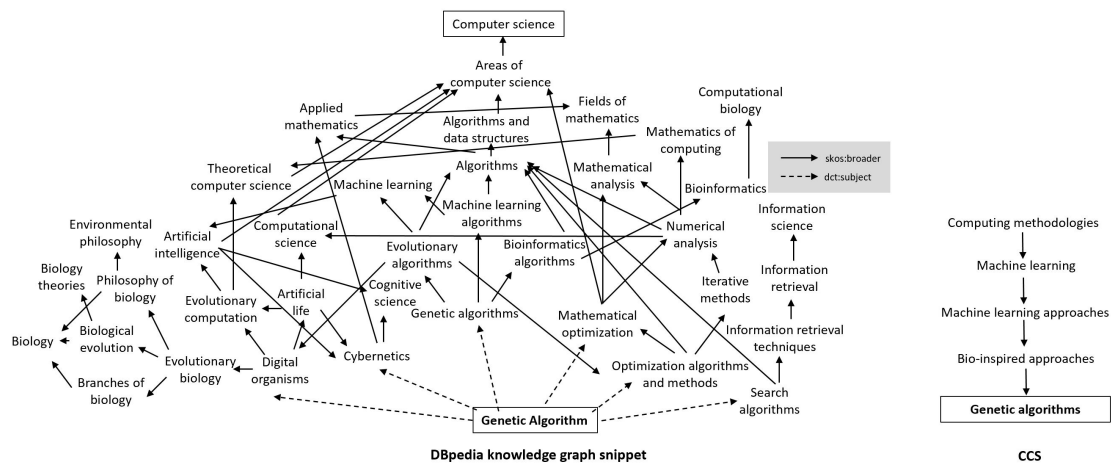 Computer science
Areas of
computer science
Applied
mathematics
Algorithms and
data structures
Fields of
mathematics
Computational
biology
Mathematics of
computing
skos:broader
dct:subject
Theoretical
computer science
Machine learning
Algorithms
Mathematical
analysis
Bioinformatics
Machine learning
algorithms
Information
science
Environmental
philosophy
Artificial
intelligence
Computational
science
Evolutionary
algorithms
Bioinformatics
algorithms
Numerical
analysis
Biology
theories
Philosophy of
biology
Cognitive
science
Iterative
methods
Information
retrieval
Evolutionary
computation
Artificial
life
Genetic algorithms
Mathematical
optimization
Information retrieval
techniques
Biology
Biological
evolution
Evolutionary
biology
Digital
organisms
Cybernetics
Optimization algorithms
and methods
Branches of
biology
Search
algorithms
Genetic Algorithm
DBpedia knowledge graph snippet
Computing methodologies
Machine learning
Machine learning approaches
Bio-inspired approaches
Genetic algorithms
CCS